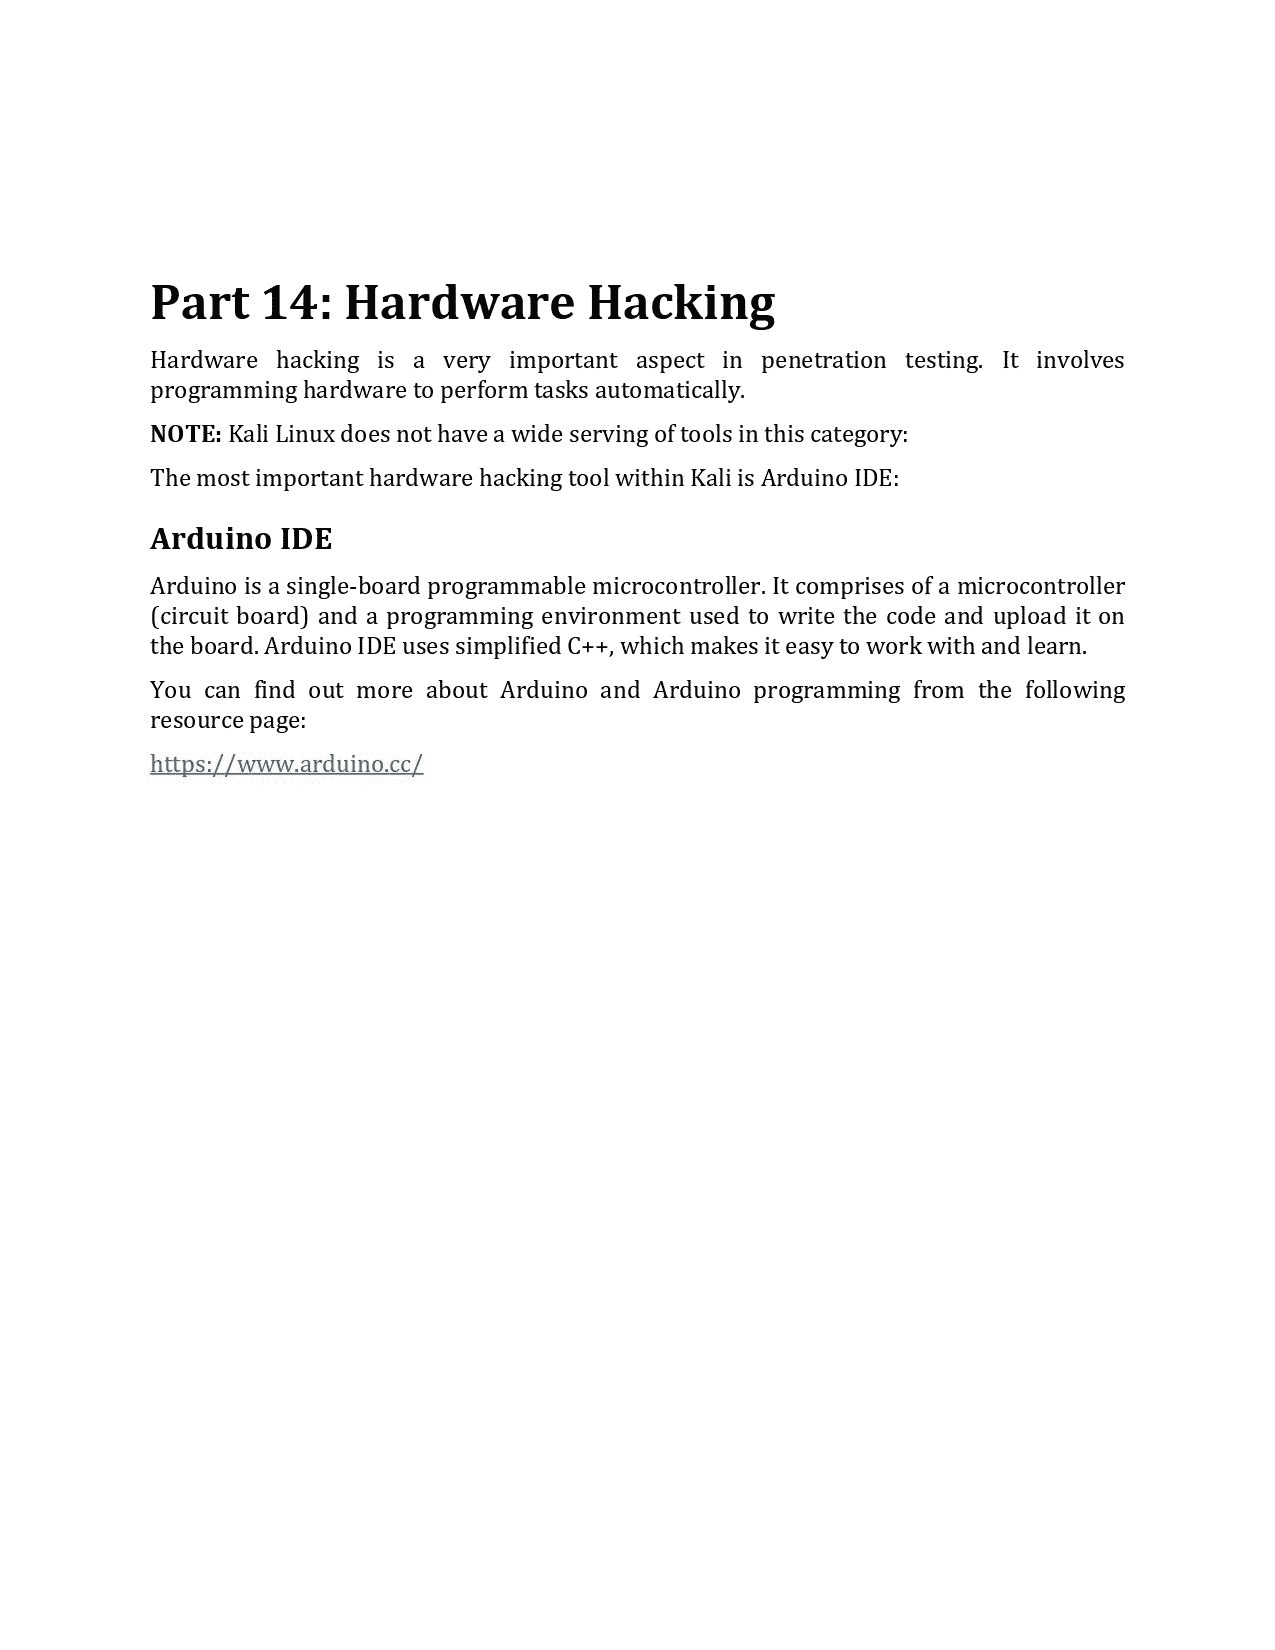 Part 14: Hardware Hacking
Hardware hacking is a very important aspect in penetration testing. It involves
programming hardware to perform tasks automatically.
NOTE: Kali Linux does not have a wide serving of tools in this category:
The most important hardware hacking tool within Kali is Arduino IDE:
Arduino IDE
Arduino is a single-board programmable microcontroller. It comprises of a microcontroller
(circuit board) and a programming environment used to write the code and upload it on
the board. Arduino IDE uses simplified C++, which makes it easy to work with and learn.
You can find out more about Arduino and Arduino programming from the following
resource page:
https://www.arduino.cc/